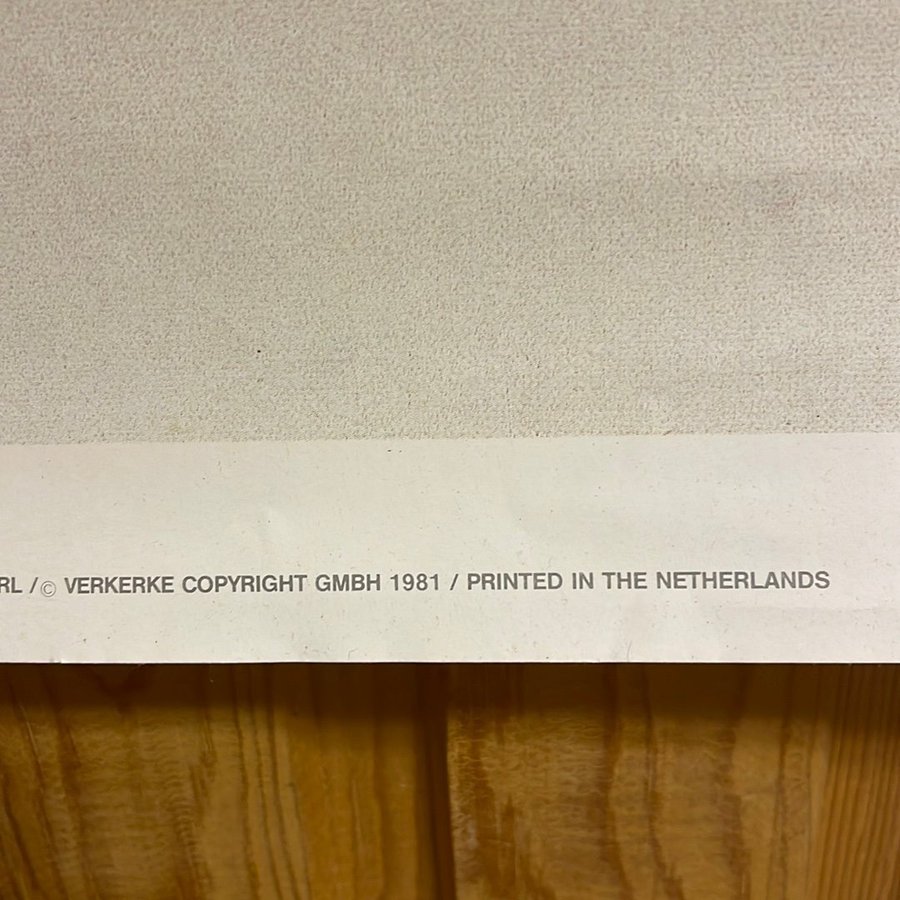 RL / © VERKERKE COPYRIGHT GMBH 1981 / PRINTED IN THE NETHERLANDS